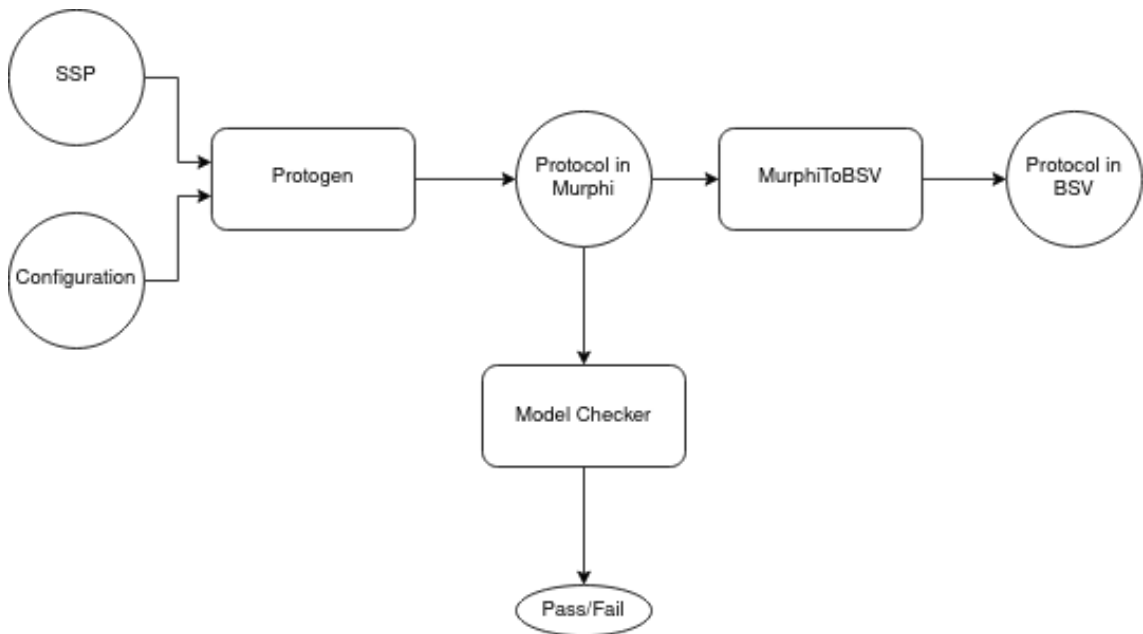 SSP
Protogen
Protocol in
Murphi
MurphiToBSV
Protocol in
BSV
Configuration
Model Checker
Pass/Fail